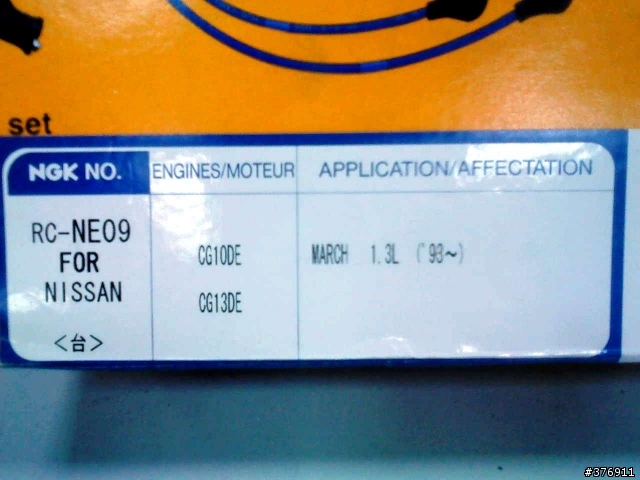 set
NGK NO.
ENGINES/MOTEUR
APPLICATION/AFFECTATION
RC-NE09
FOR
NISSAN
<台>
CG10DE
CG13DE
MARCH 1.3L ('93~)
#376911